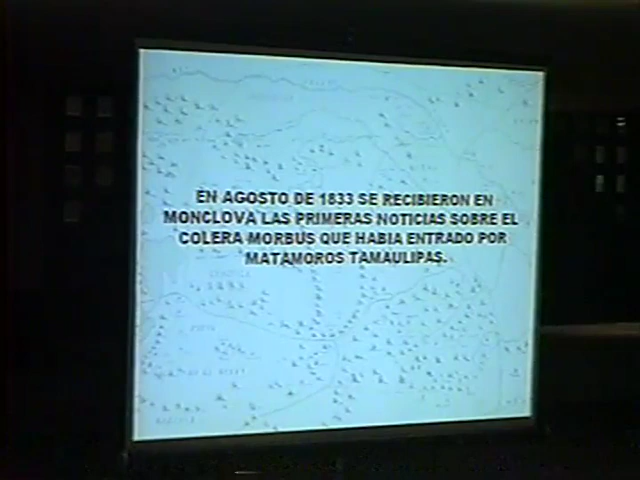 EN AGOSTO DE 1833 SE RECIBIERON EN
MONCLOVA LAS PRIMERAS NOTICIAS SOBRE EL
COLERA MORBUS QUE HABIA ENTRADO POR
MATAMOROS TAMAULIPAS.